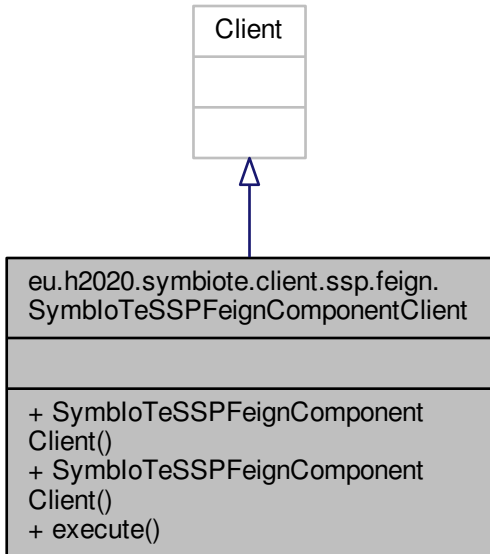 Client
eu.h2020.symbiote.client.ssp.feign.
SymbIoTeSSPFeignComponentClient
+ SymbIoTeSSPFeignComponent
Client()
+ SymbIoTeSSPFeignComponent
Client()
+ execute()